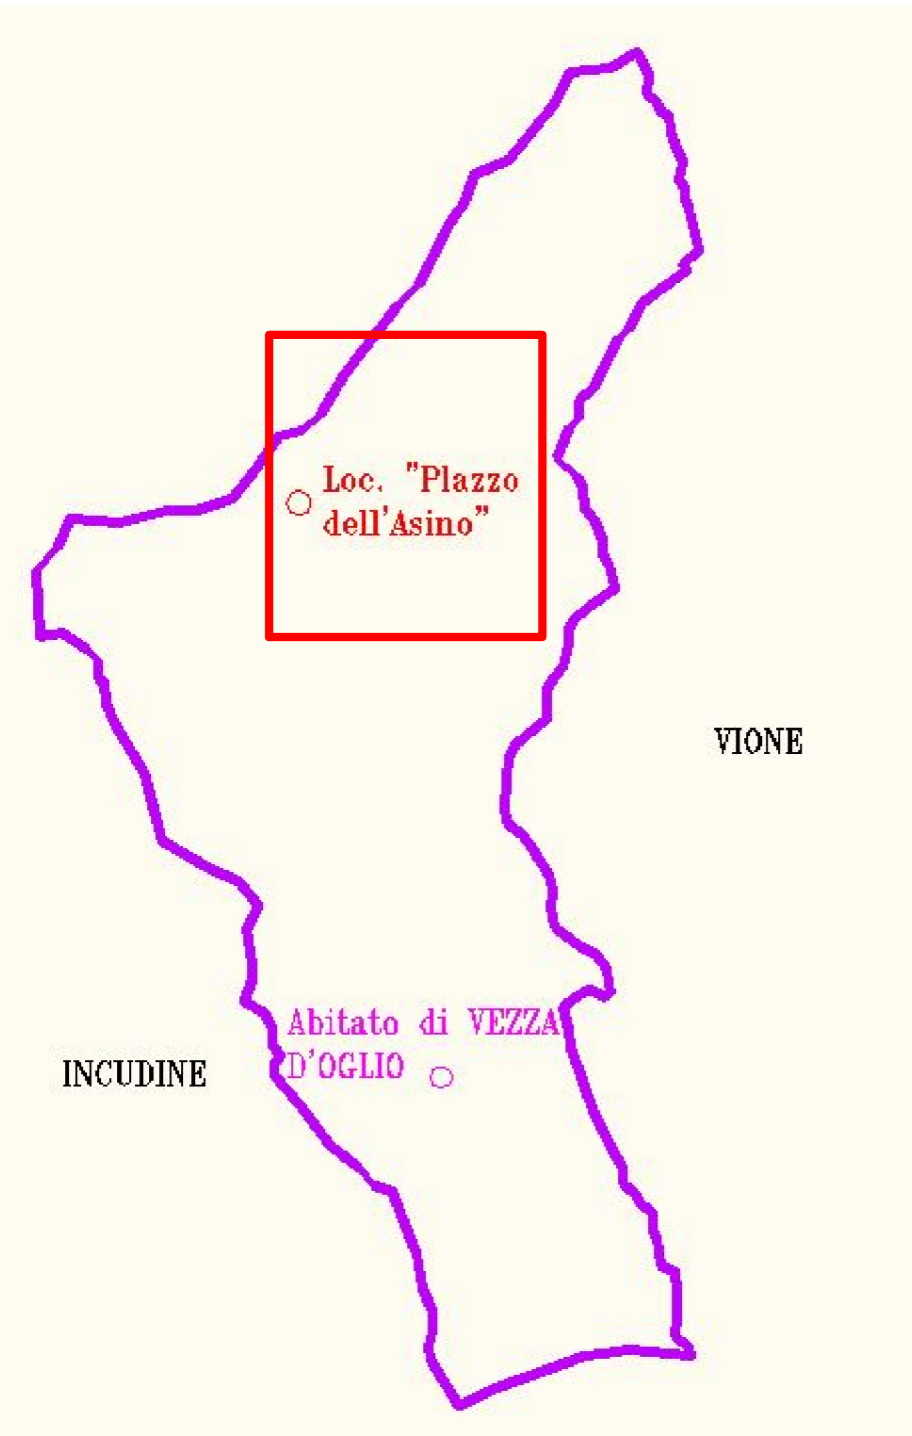 Loc. "Plazzo
dell'Asino"
VIONE
Abitato di VEZZA
D'OGLIO
INCUDINE